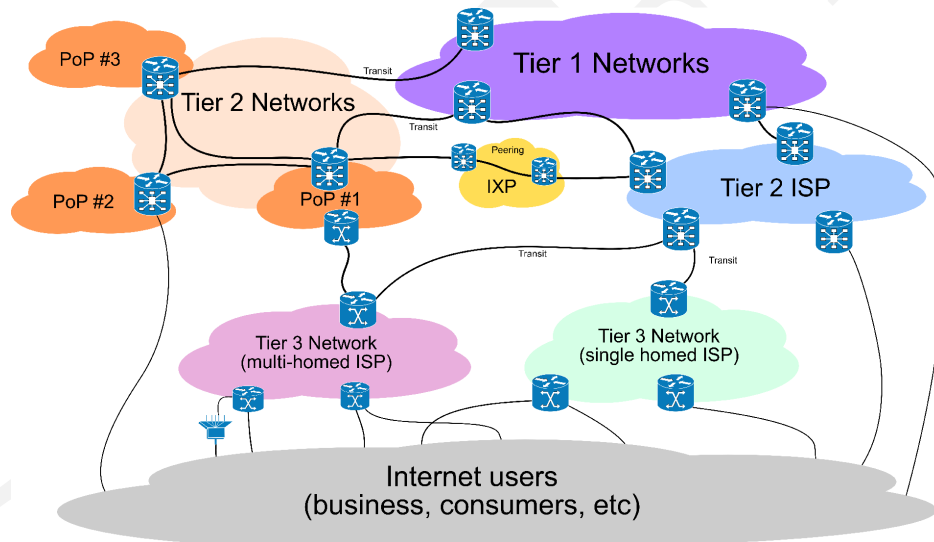 PoP #3
Transit
Tier 1 Networks
Tier 2 Networks
Transit
Peering
IXP
Tier 2 ISP
PoP #2
PoP #1
Transit
Transit
Tier 3 Network
(multi-homed ISP)
Tier 3 Network
(single homed ISP)
Internet users
(business, consumers, etc)